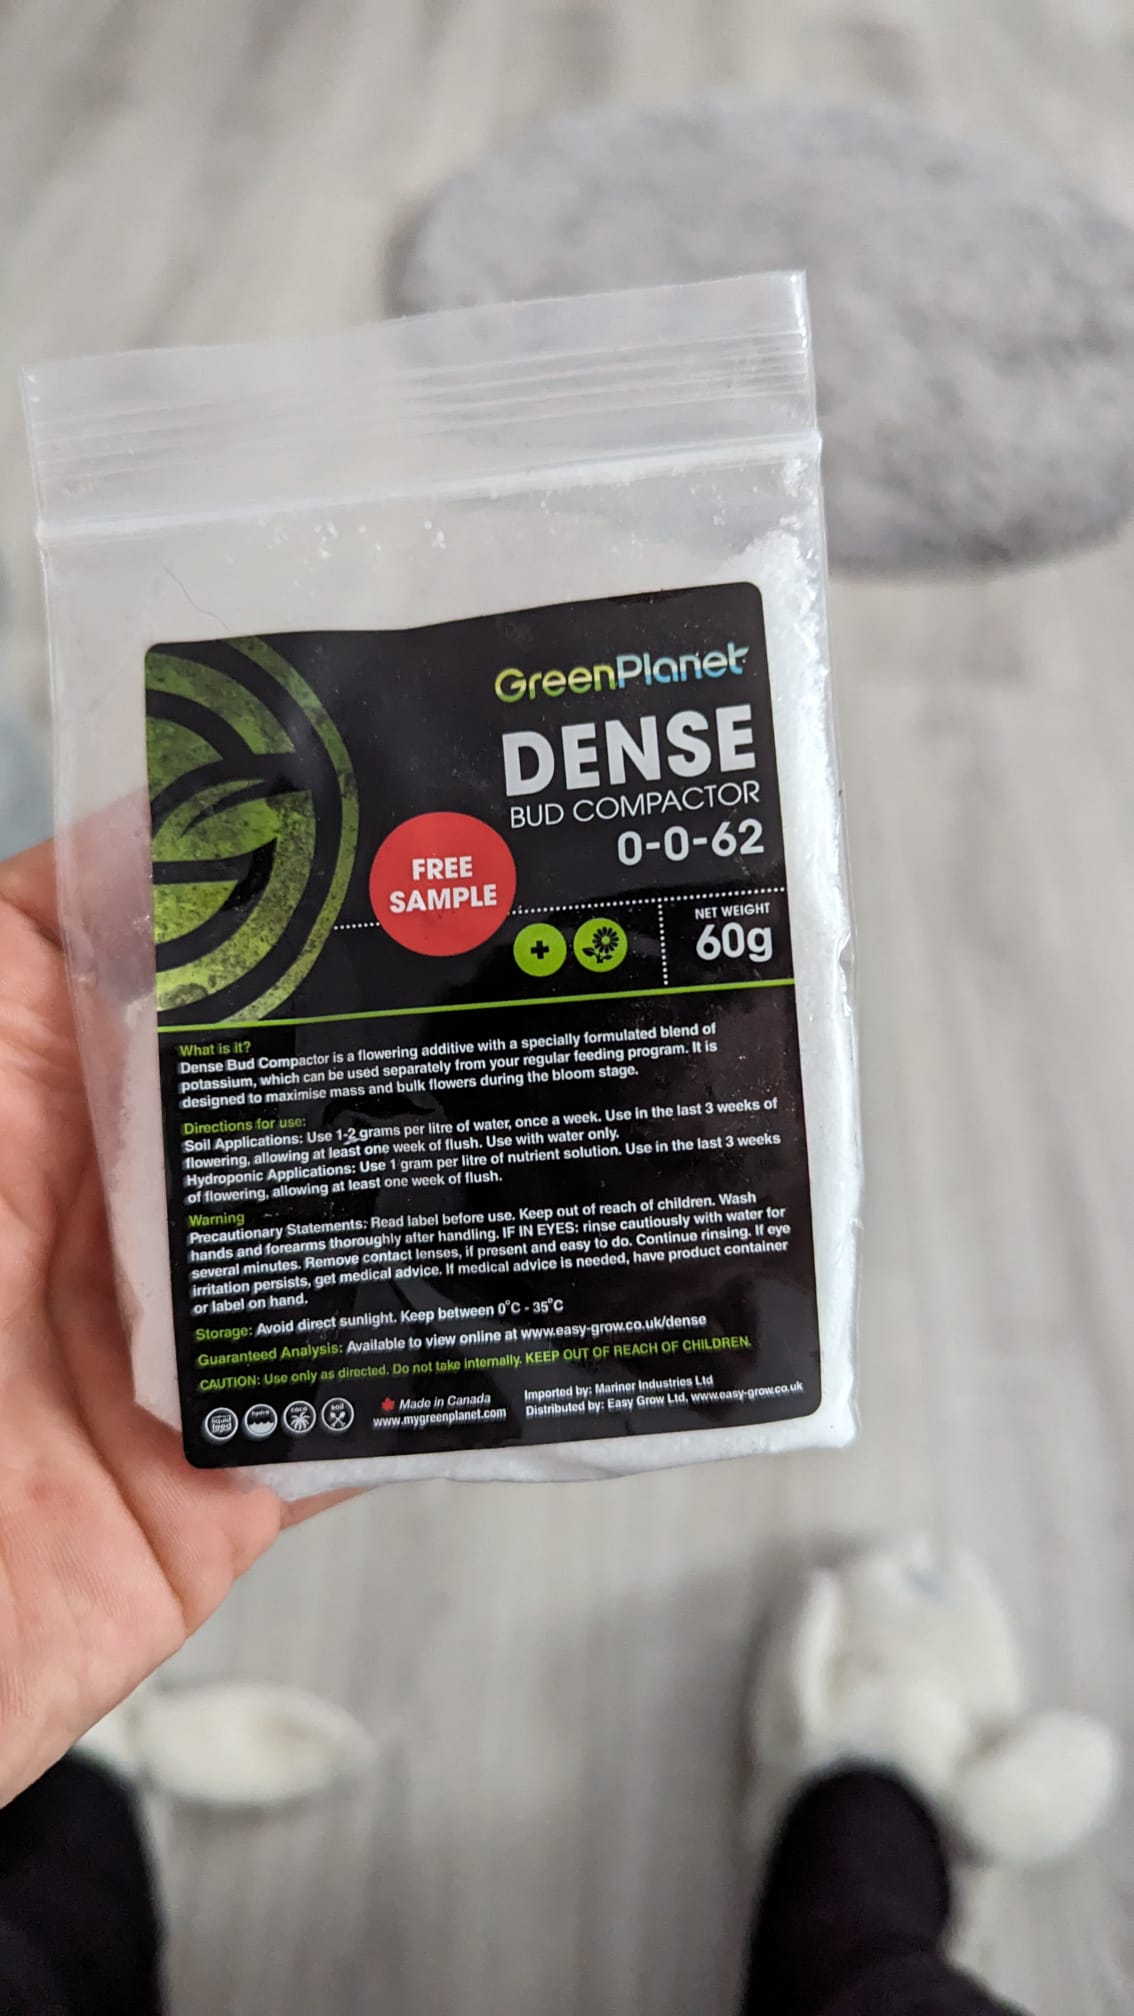 GreenPlanet
DENSE
BUD COMPACTOR
0-0-62
FREE
SAMPLE
NET WEIGHT
60g
What is it?
Dense Bud Compactor is a flowering additive with a specially formulated blend of
potassium, which can be used separately from your regular feeding program. It is
designed to maximise mass and bulk flowers during the bloom stage.
Directions for use:
Soil Applications: Use 1-2 grams per litre of water, once a week. Use in the last 3 weeks of
flowering, allowing at least one week of flush. Use with water only.
Hydroponic Applications: Use 1 gram per litre of nutrient solution. Use in the last 3 weeks
of flowering, allowing at least one week of flush.
Warning
Precautionary Statements: Read label before use. Keep out of reach of children. Wash
hands and forearms thoroughly after handling. IF IN EYES: rinse cautiously with water for
several minutes. Remove contact lenses, if present and easy to do. Continue rinsing. If eye
irritation persists, get medical advice. If medical advice is needed, have product container
or label on hand.
Storage: Avoid direct sunlight. Keep between 0°C - 35°C
Guaranteed Analysis: Available to view online at www.easy-grow.co.uk/dense
CAUTION: Use only as directed. Do not take internally. KEEP OUT OF REACH OF CHILDREN.
liquid
feed
hydro
coco
soil
Made in Canada
www.mygreenplanet.com
Imported by: Mariner Industries Ltd
Distributed by: Easy Grow Ltd, www.easy-grow.co.uk